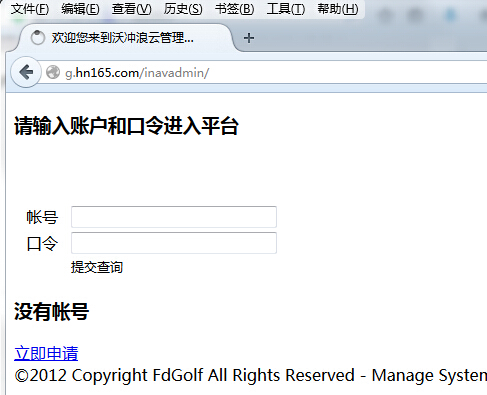 文件(F) 编辑(E) 查看(V) 历史(S) 书签(B) 工具(T) 帮助(H)
欢迎您来到沃冲浪云管理...
g.hn165.com/inavadmin/
请输入账户和口令进入平台
帐号
口令
提交查询
没有帐号
立即申请
©2012 Copyright FdGolf All Rights Reserved - Manage System